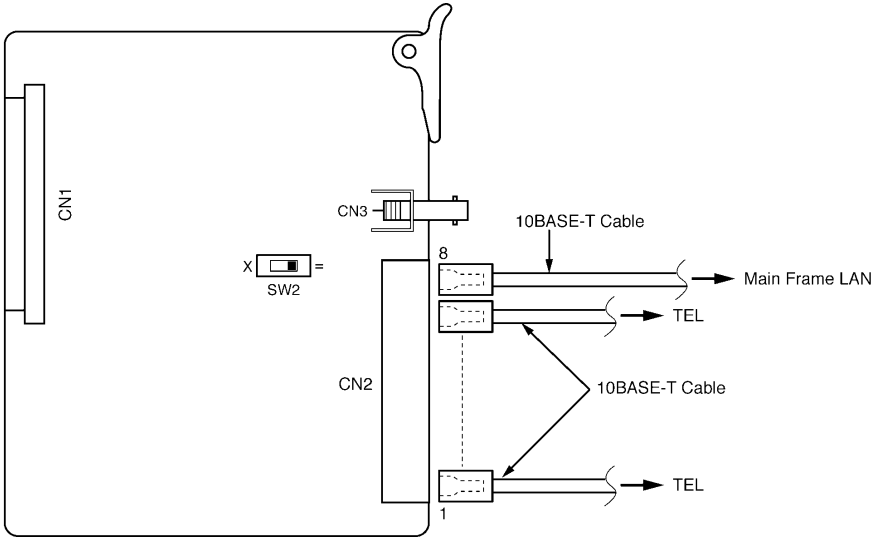 CN1
CN3
10BASE-T Cable
8
X =
SW2
Main Frame LAN
TEL
CN2
10BASE-T Cable
TEL
1